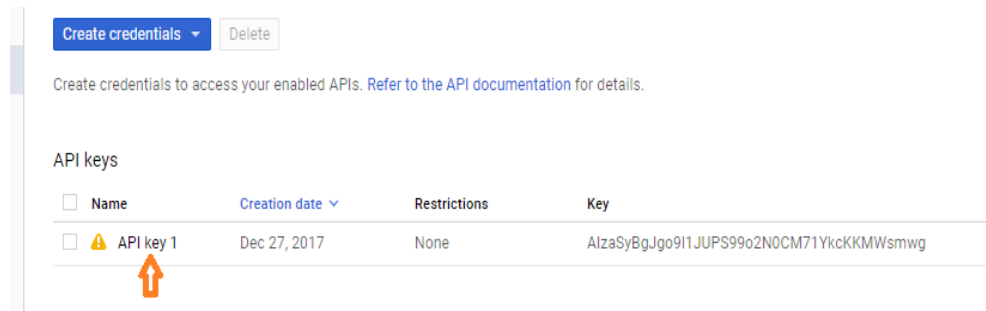 Create credentials Delete
Create credentials to access your enabled APIs. Refer to the API documentation for details.
API keys
Name Creation date Restrictions Key
API key 1 Dec 27, 2017 None AIzaSyBgJgo9I1JUPS99o2N0CM71YkcKKMWsmwg